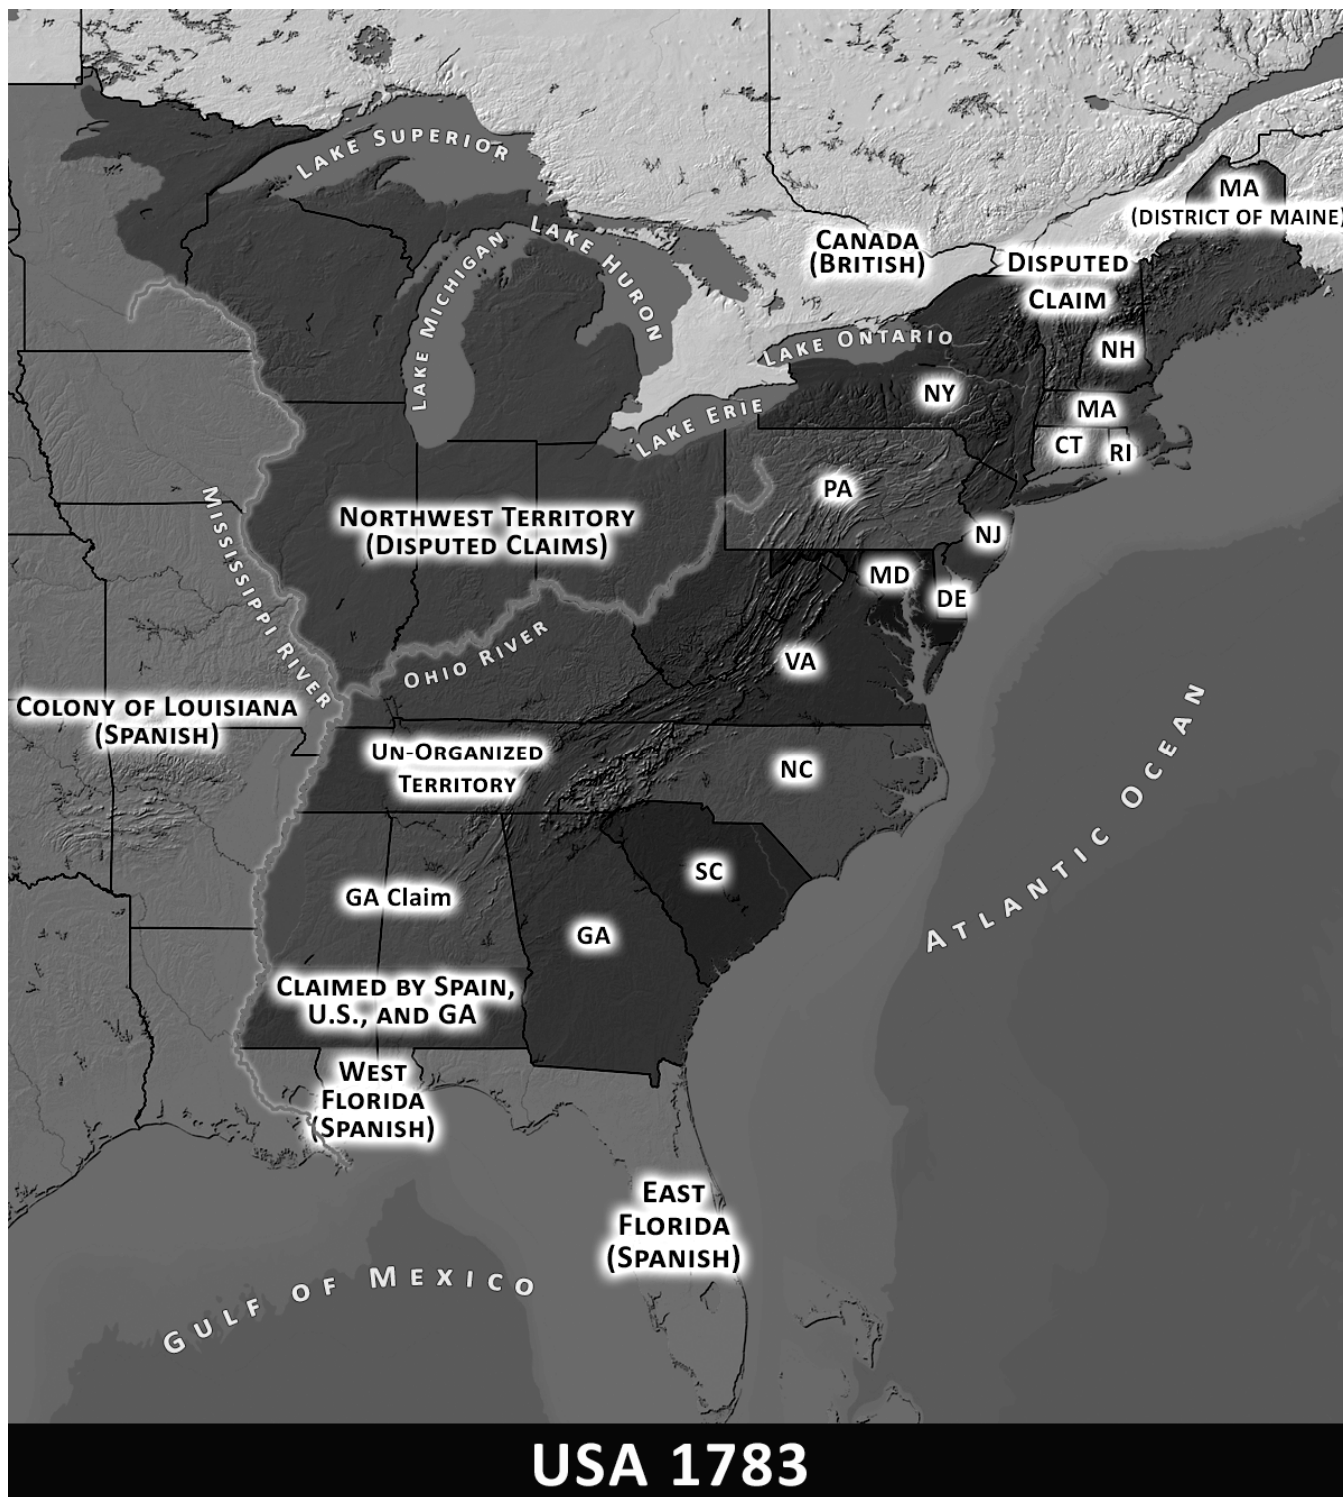 LAKE SUPERIOR
MA
(DISTRICT OF MAINE)
LAKE MICHIGAN
LAKE HURON
CANADA
(BRITISH)
DISPUTED
CLAIM
LAKE ONTARIO
NH
NY
LAKE ERIE
MA
CT
RI
PA
NORTHWEST TERRITORY
(DISPUTED CLAIMS)
NJ
MISSISSIPPI RIVER
MD
DE
OHIO RIVER
VA
COLONY OF LOUISIANA
(SPANISH)
UN-ORGANIZED
TERRITORY
NC
ATLANTIC OCEAN
SC
GA Claim
GA
CLAIMED BY SPAIN,
U.S., AND GA
WEST
FLORIDA
(SPANISH)
EAST
FLORIDA
(SPANISH)
GULF OF MEXICO
USA 1783